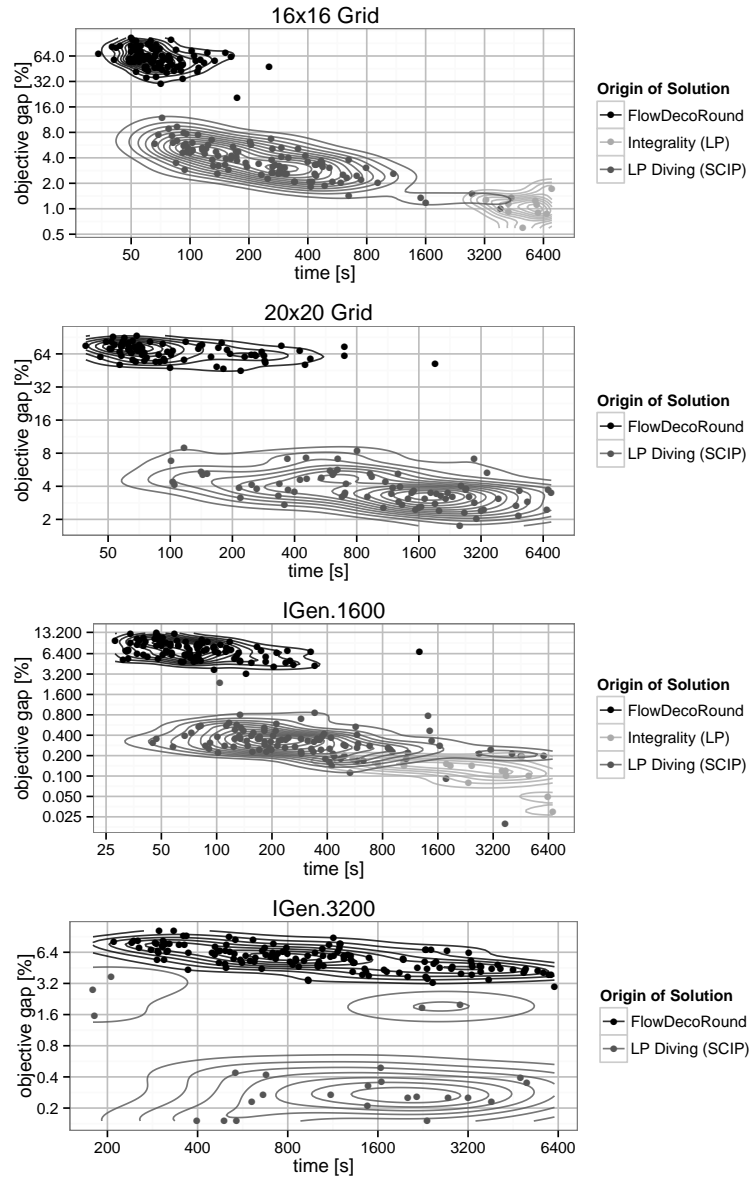 16x16 Grid
objective gap [%]
64.0
32.0
16.0
8.0
4.0
2.0
1.0
0.5
50 100 200 400 800 1600 3200 6400
time [s]
Origin of Solution
FlowDecoRound
Integrality (LP)
LP Diving (SCIP)
20x20 Grid
objective gap [%]
64
32
16
8
4
2
50 100 200 400 800 1600 3200 6400
time [s]
Origin of Solution
FlowDecoRound
LP Diving (SCIP)
IGen.1600
objective gap [%]
13.200
6.400
3.200
1.600
0.800
0.400
0.200
0.100
0.050
0.025
25 50 100 200 400 800 1600 3200 6400
time [s]
Origin of Solution
FlowDecoRound
Integrality (LP)
LP Diving (SCIP)
IGen.3200
objective gap [%]
6.4
3.2
1.6
0.8
0.4
0.2
200 400 800 1600 3200 6400
time [s]
Origin of Solution
FlowDecoRound
LP Diving (SCIP)